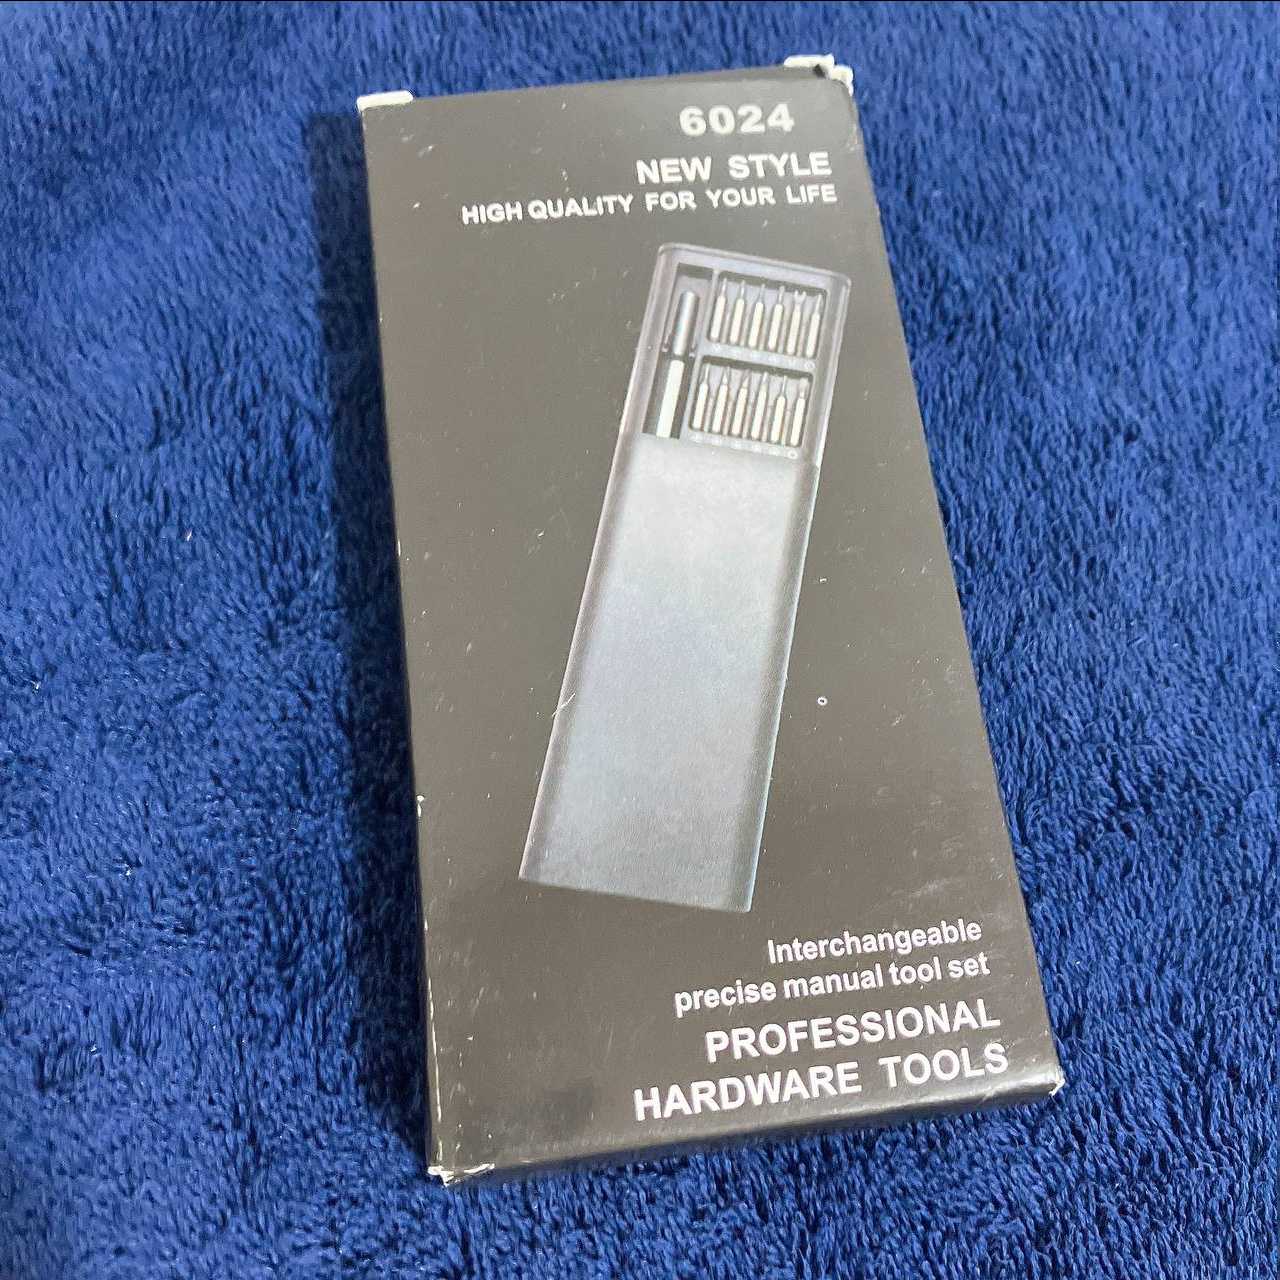 6024
NEW STYLE
HIGH QUALITY FOR YOUR LIFE
Interchangeable
precise manual tool set
PROFESSIONAL
HARDWARE TOOLS